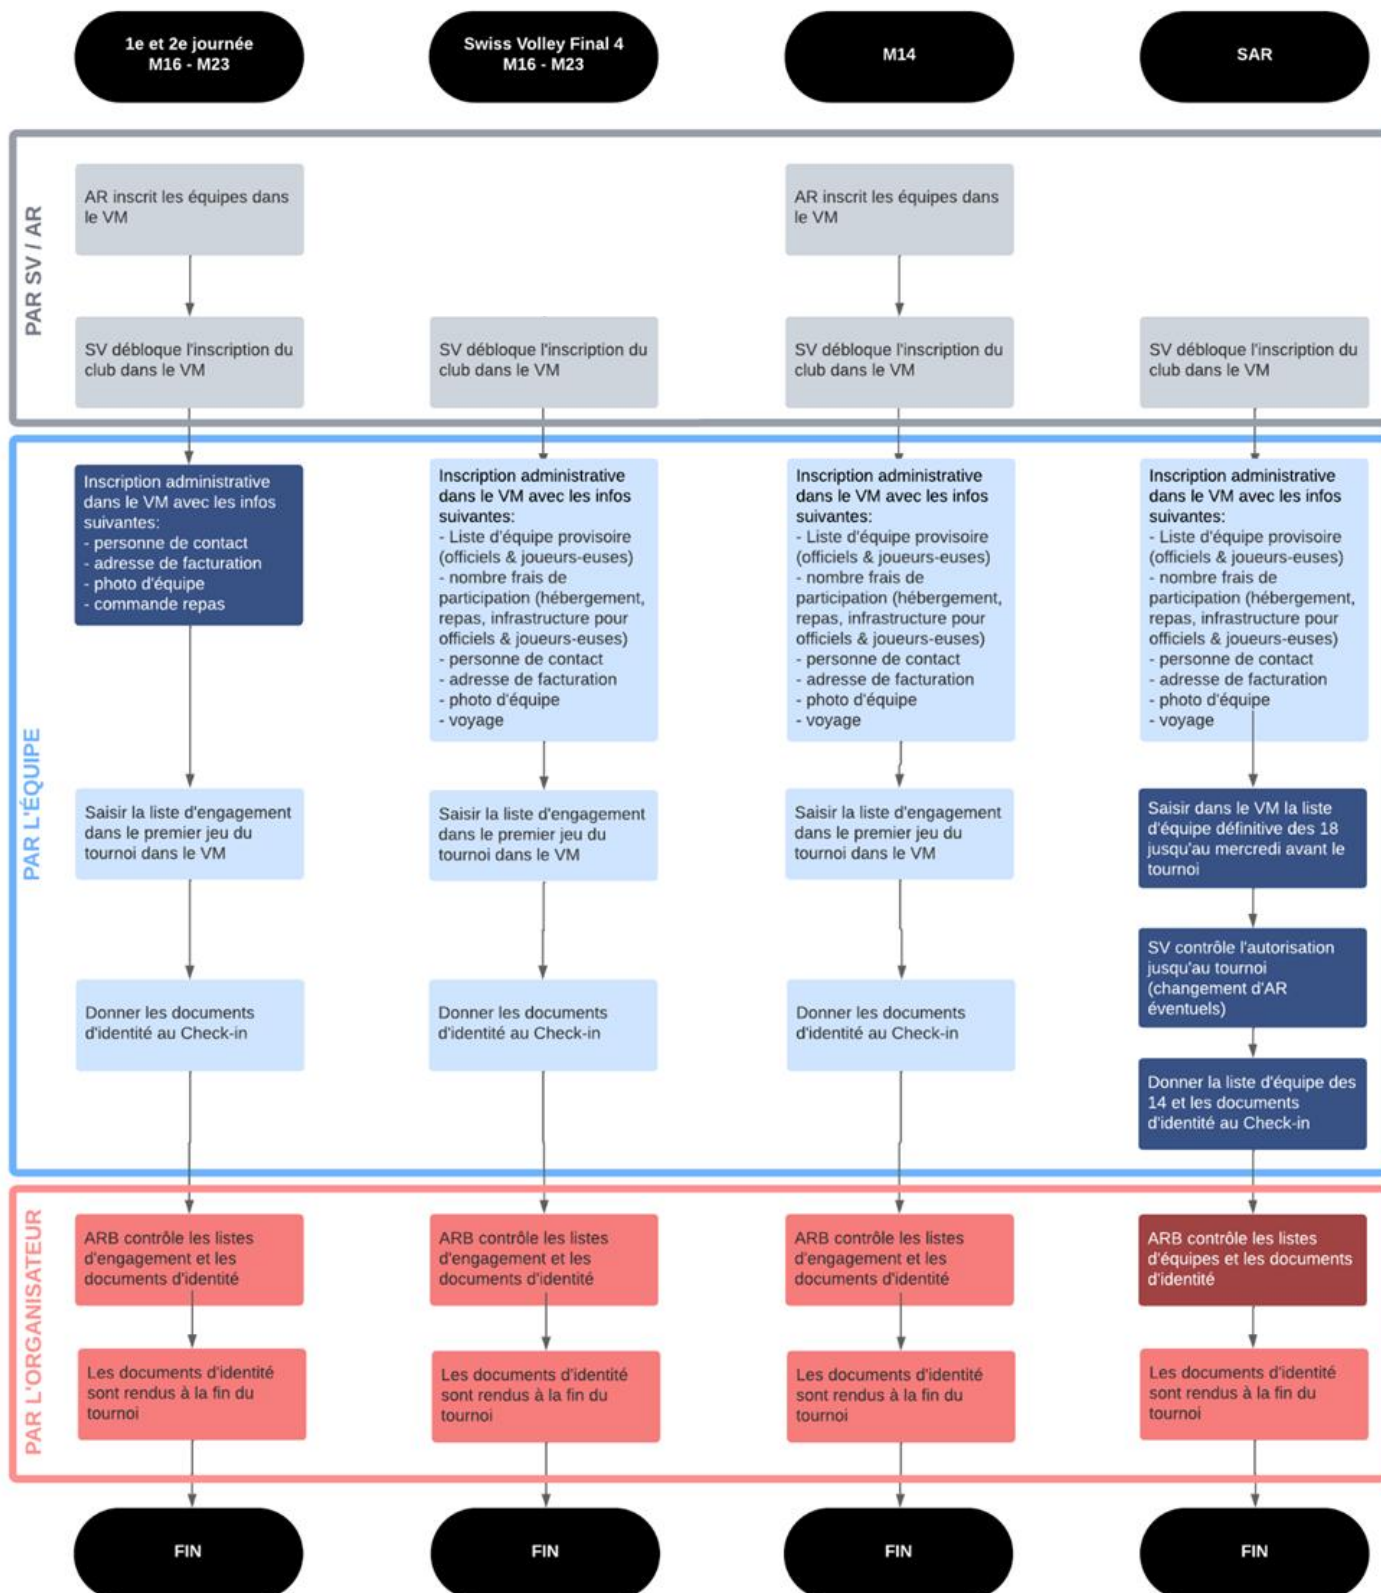 1e et 2e journée
M16 - M23
Swiss Volley Final 4
M16 - M23
M14
SAR
PAR SV / AR
AR inscrit les équipes dans
le VM
AR inscrit les équipes dans
le VM
SV débloque l'inscription du
club dans le VM
SV débloque l'inscription du
club dans le VM
SV débloque l'inscription du
club dans le VM
SV débloque l'inscription du
club dans le VM
PAR L'ÉQUIPE
Inscription administrative
dans le VM avec les infos
suivantes:
- personne de contact
- adresse de facturation
- photo d'équipe
- commande repas
Inscription administrative
dans le VM avec les infos
suivantes:
- Liste d'équipe provisoire
(officiels & joueurs-euses)
- nombre frais de
participation (hébergement,
repas, infrastructure pour
officiels & joueurs-euses)
- personne de contact
- adresse de facturation
- photo d'équipe
- voyage
Inscription administrative
dans le VM avec les infos
suivantes:
- Liste d'équipe provisoire
(officiels & joueurs-euses)
- nombre frais de
participation (hébergement,
repas, infrastructure pour
officiels & joueurs-euses)
- personne de contact
- adresse de facturation
- photo d'équipe
- voyage
Inscription administrative
dans le VM avec les infos
suivantes:
- Liste d'équipe provisoire
(officiels & joueurs-euses)
- nombre frais de
participation (hébergement,
repas, infrastructure pour
officiels & joueurs-euses)
- personne de contact
- adresse de facturation
- photo d'équipe
- voyage
Saisir la liste d'engagement
dans le premier jeu du
tournoi dans le VM
Saisir la liste d'engagement
dans le premier jeu du
tournoi dans le VM
Saisir la liste d'engagement
dans le premier jeu du
tournoi dans le VM
Saisir dans le VM la liste
d'équipe définitive des 18
jusqu'au mercredi avant le
tournoi
SV contrôle l'autorisation
jusqu'au tournoi
(changement d'AR
éventuels)
Donner les documents
d'identité au Check-in
Donner les documents
d'identité au Check-in
Donner les documents
d'identité au Check-in
Donner la liste d'équipe des
14 et les documents
d'identité au Check-in
PAR L'ORGANISATEUR
ARB contrôle les listes
d'engagement et les
documents d'identité
ARB contrôle les listes
d'engagement et les
documents d'identité
ARB contrôle les listes
d'engagement et les
documents d'identité
ARB contrôle les listes
d'équipes et les documents
d'identité
Les documents d'identité
sont rendus à la fin du
tournoi
Les documents d'identité
sont rendus à la fin du
tournoi
Les documents d'identité
sont rendus à la fin du
tournoi
Les documents d'identité
sont rendus à la fin du
tournoi
FIN
FIN
FIN
FIN